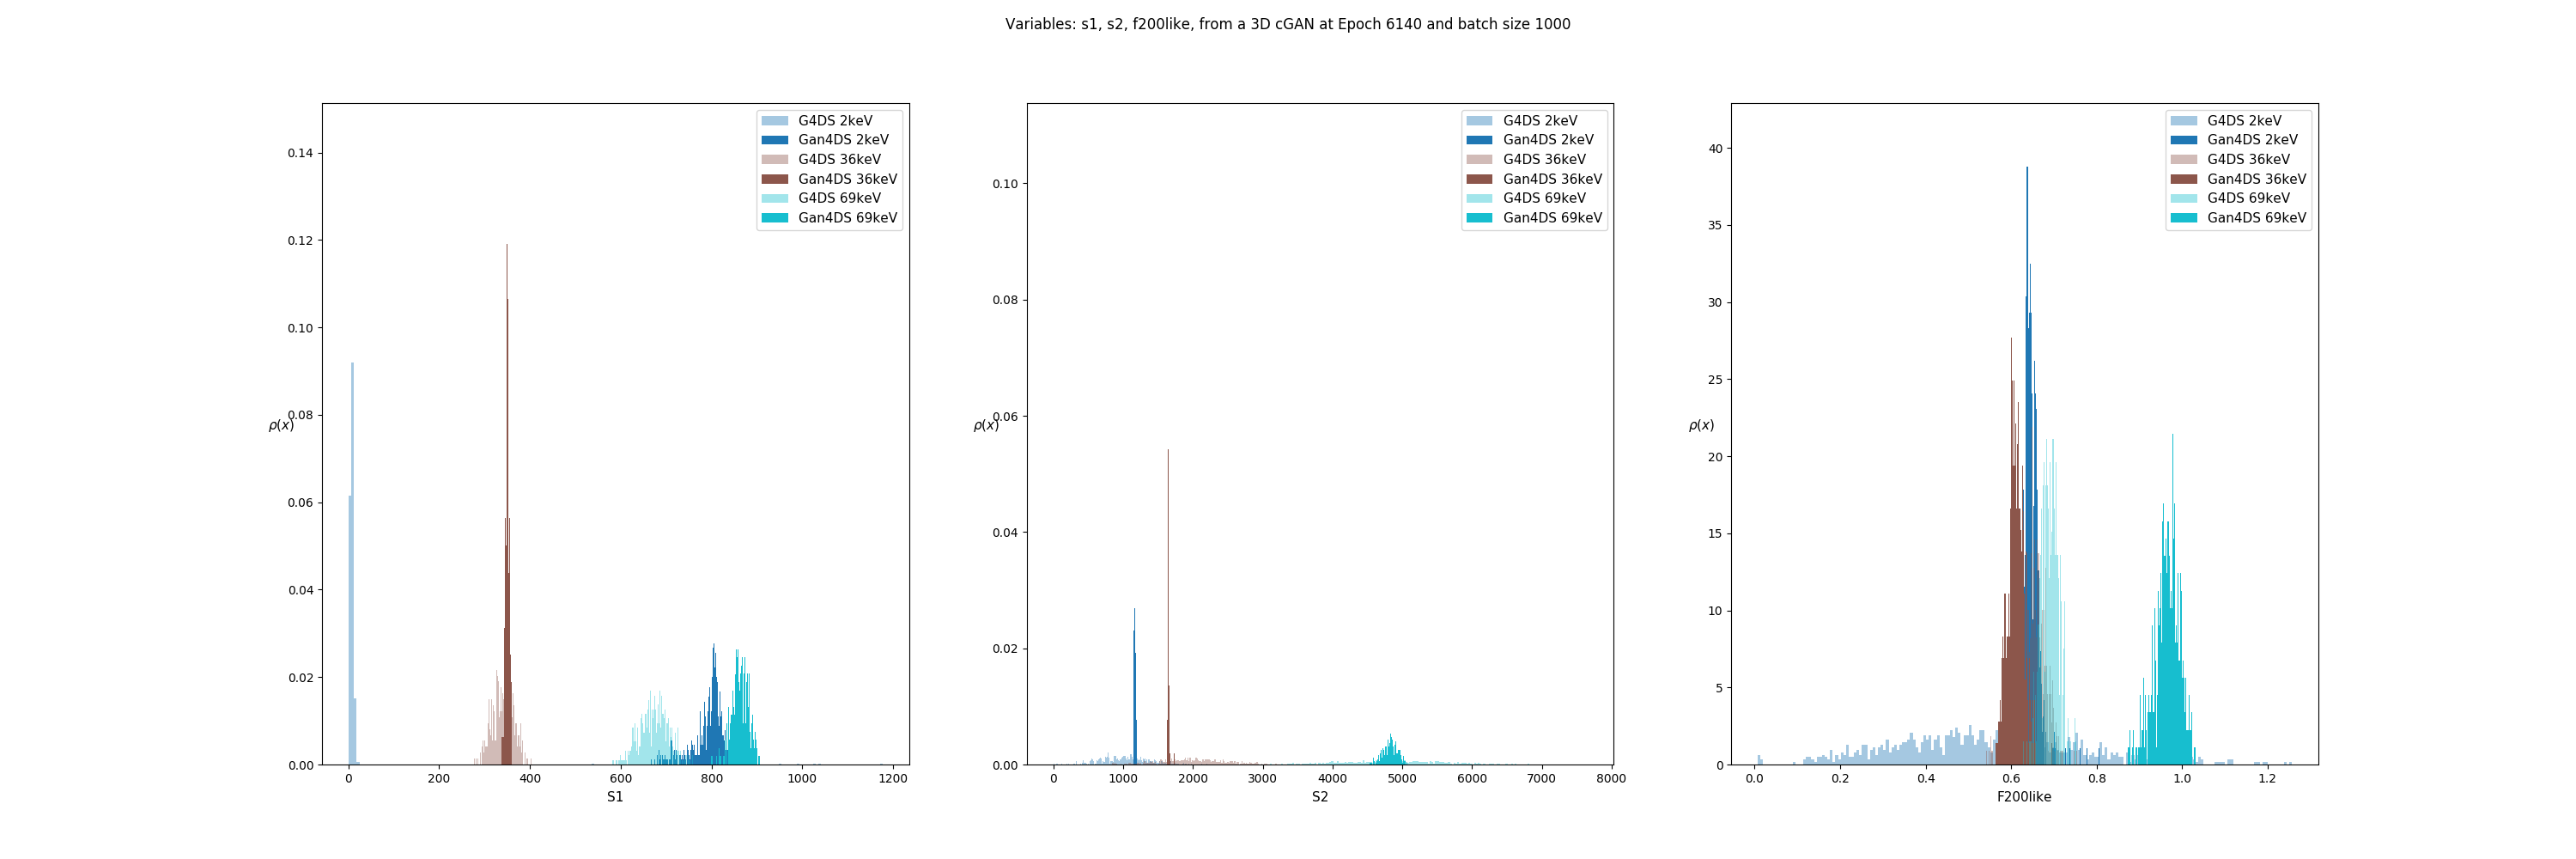 Variables: s1, s2, f200like, from a 3D cGAN at Epoch 6140 and batch size 1000
G4DS 2keV
Gan4DS 2keV
G4DS 36keV
Gan4DS 36keV
G4DS 69keV
Gan4DS 69keV
0.14
0.12
0.10
0.08
0.06
0.04
0.02
0.00
ρ(x)
0 200 400 600 800 1000 1200
S1
G4DS 2keV
Gan4DS 2keV
G4DS 36keV
Gan4DS 36keV
G4DS 69keV
Gan4DS 69keV
0.10
0.08
0.06
0.04
0.02
0.00
ρ(x)
0 1000 2000 3000 4000 5000 6000 7000 8000
S2
G4DS 2keV
Gan4DS 2keV
G4DS 36keV
Gan4DS 36keV
G4DS 69keV
Gan4DS 69keV
40
35
30
25
20
15
10
5
0
ρ(x)
0.0 0.2 0.4 0.6 0.8 1.0 1.2
F200like